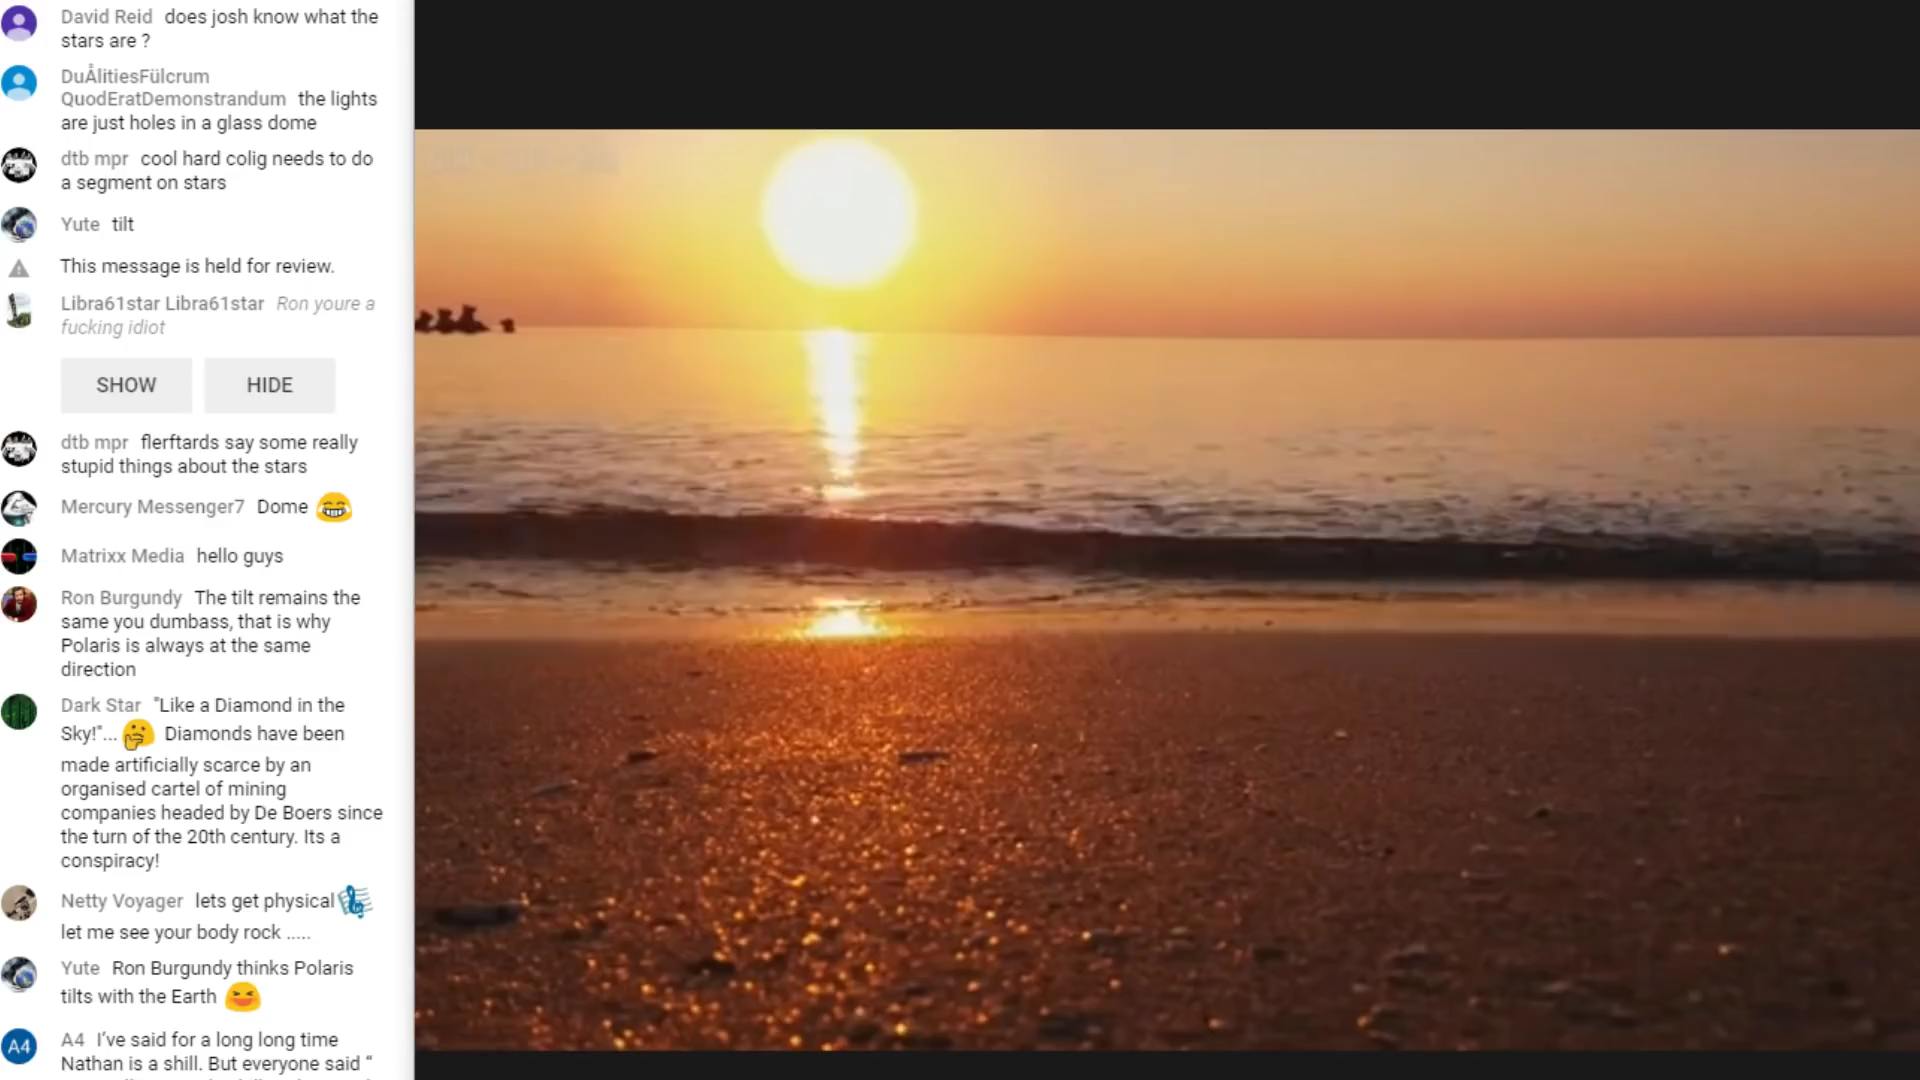 David Reid does josh know what the
stars are ?
DuÅlitiesFülcrum
QuodEratDemonstrandum the lights
are just holes in a glass dome
dtb mpr cool hard colig needs to do
a segment on stars
Yute tilt
This message is held for review.
Libra61star Libra61star Ron youre a
fucking idiot
SHOW HIDE
dtb mpr flerftards say some really
stupid things about the stars
Mercury Messenger7 Dome 😂
Matrixx Media hello guys
Ron Burgundy The tilt remains the
same you dumbass, that is why
Polaris is always at the same
direction
Dark Star "Like a Diamond in the
Sky!"... 🤔 Diamonds have been
made artificially scarce by an
organised cartel of mining
companies headed by De Boers since
the turn of the 20th century. Its a
conspiracy!
Netty Voyager lets get physical 🎼
let me see your body rock .....
Yute Ron Burgundy thinks Polaris
tilts with the Earth 😆
A4 A4 I've said for a long long time
Nathan is a shill. But everyone said “